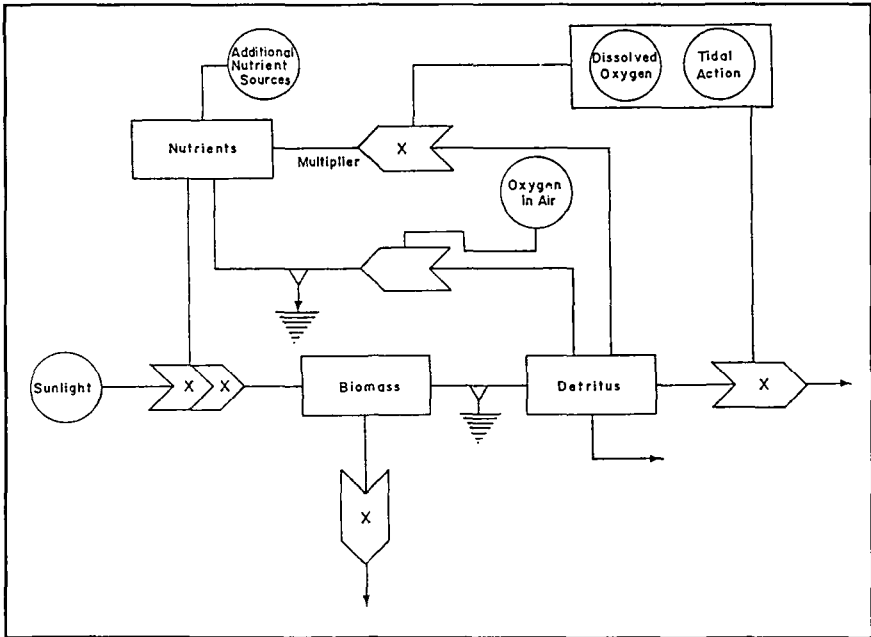 Additional
Nutrient
Sources
Dissolved
Oxygen
Tidal
Action
Nutrients
X
Multiplier
Oxygen
in Air
Sunlight
X X
Biomass
Detritus
X
X